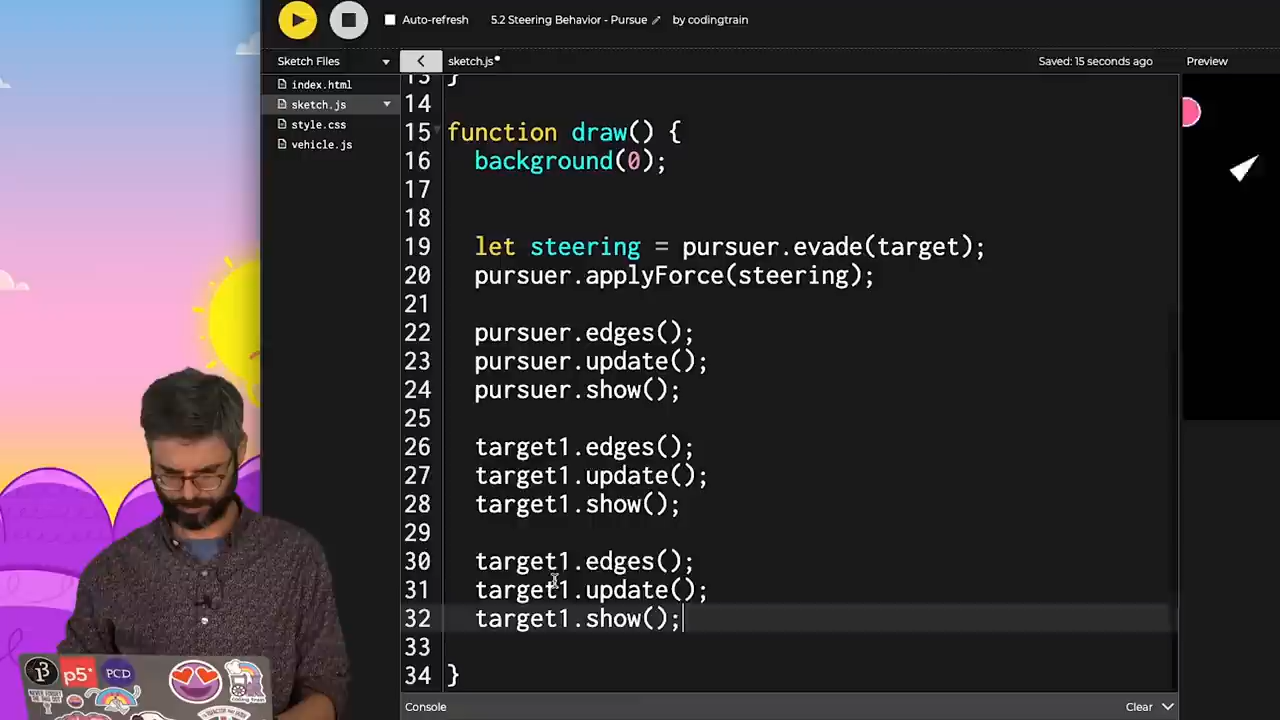 Auto-refresh
5.2 Steering Behavior - Pursue
by codingtrain
Sketch Files
sketch.js
Saved: 15 seconds ago
Preview
index.html
sketch.js
style.css
vehicle.js
13 }
14
15 function draw() {
16 background(0);
17
18
19 let steering = pursuer.evade(target);
20 pursuer.applyForce(steering);
21
22 pursuer.edges();
23 pursuer.update();
24 pursuer.show();
25
26 target1.edges();
27 target1.update();
28 target1.show();
29
30 target1.edges();
31 target1.update();
32 target1.show();
33
34 }
Console
Clear
p5*
PCD